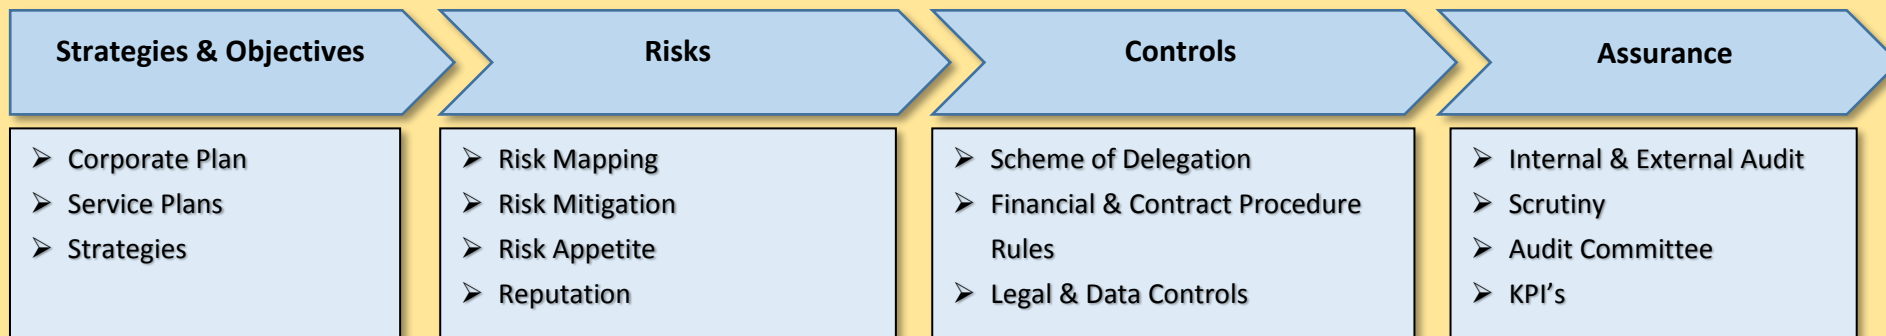 Strategies & Objectives
Risks
Controls
Assurance
➢ Corporate Plan
➢ Service Plans
➢ Strategies
➢ Risk Mapping
➢ Risk Mitigation
➢ Risk Appetite
➢ Reputation
➢ Scheme of Delegation
➢ Financial & Contract Procedure
Rules
➢ Legal & Data Controls
➢ Internal & External Audit
➢ Scrutiny
➢ Audit Committee
➢ KPI’s